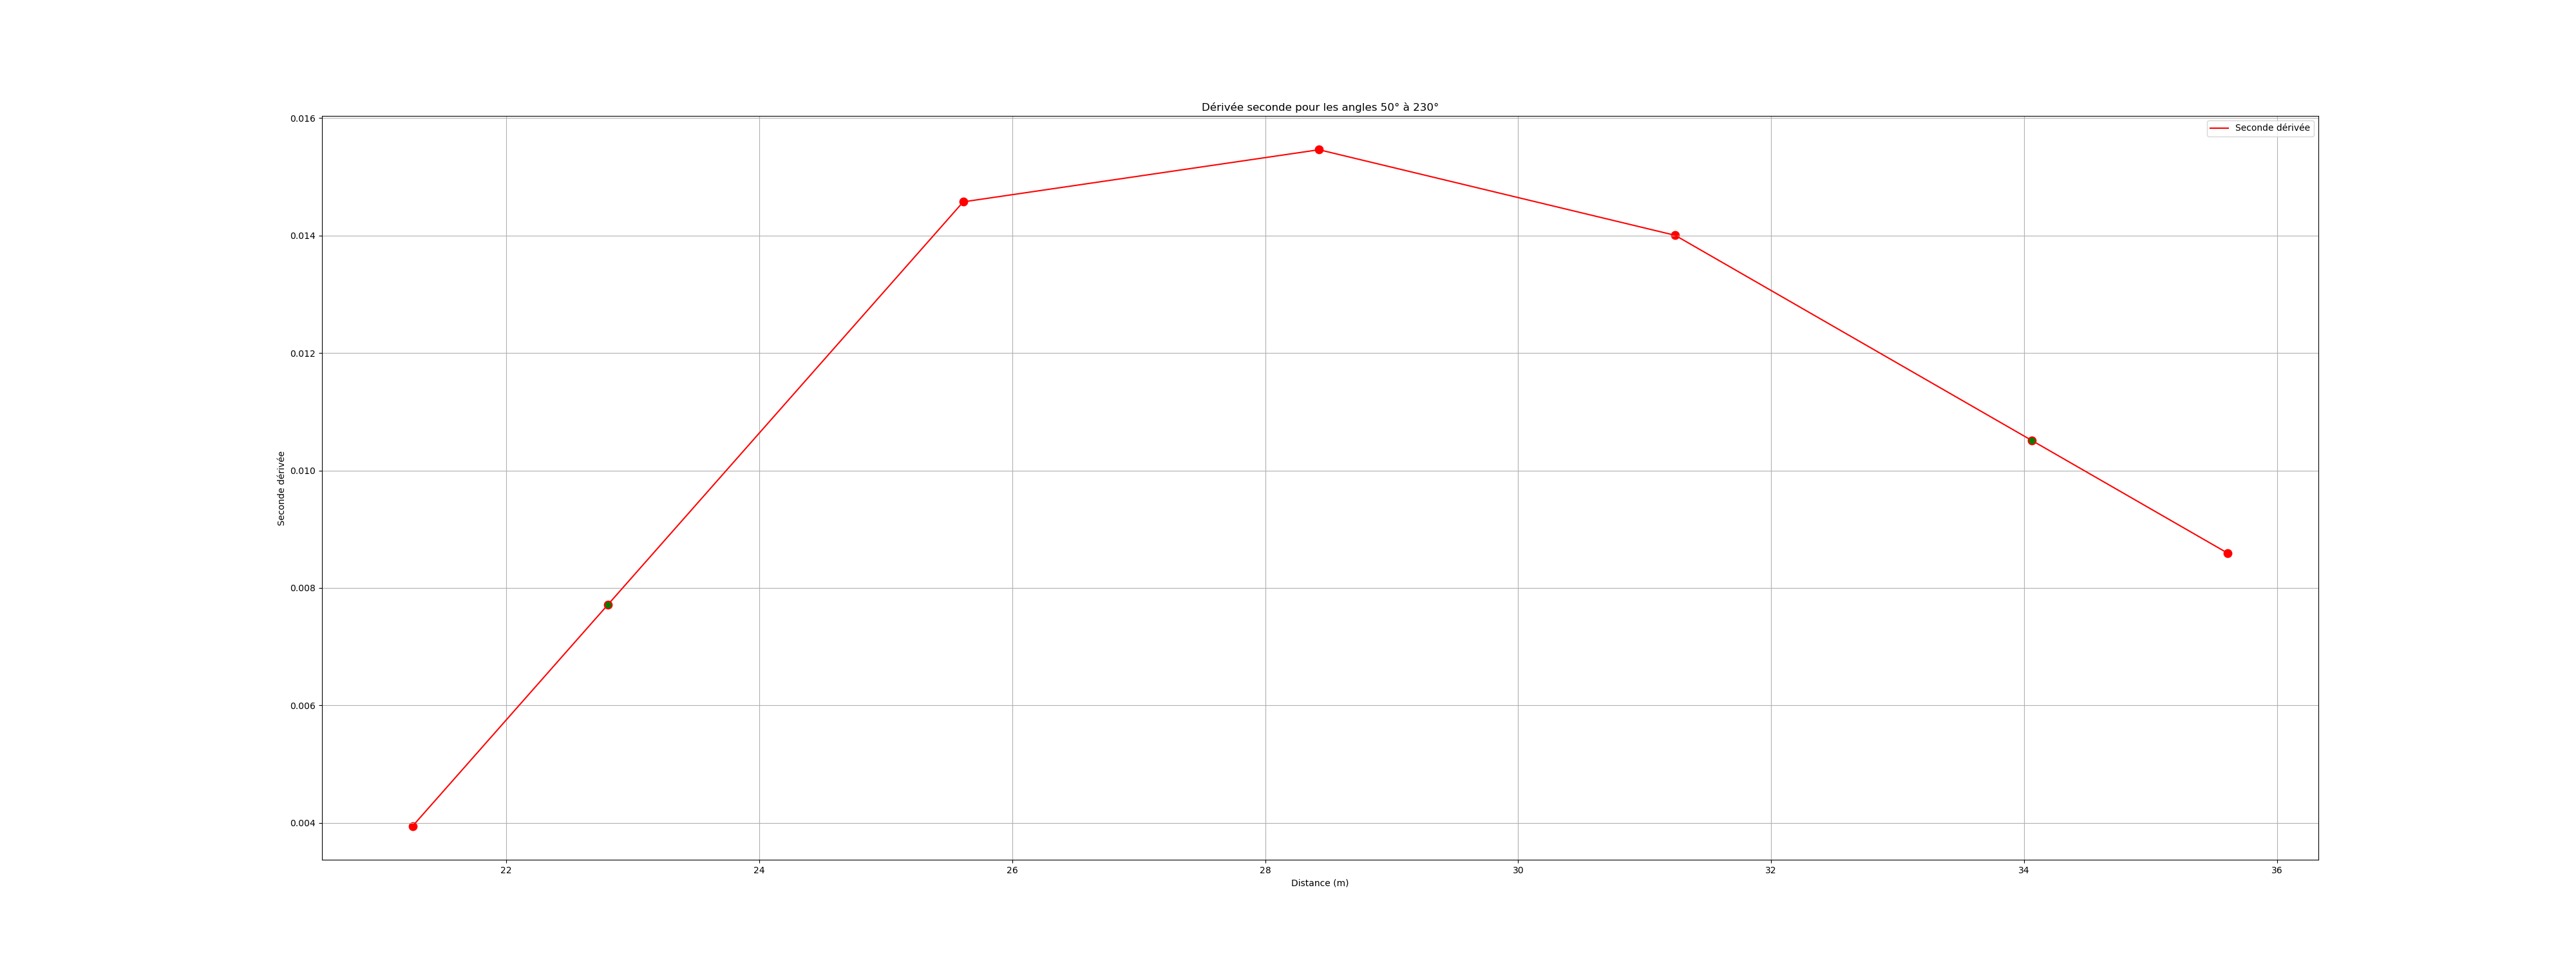 Dérivée seconde pour les angles 50° à 230°
Seconde dérivée
0.016
0.014
0.012
0.010
0.008
0.006
0.004
Seconde dérivée
22 24 26 28 30 32 34 36
Distance (m)